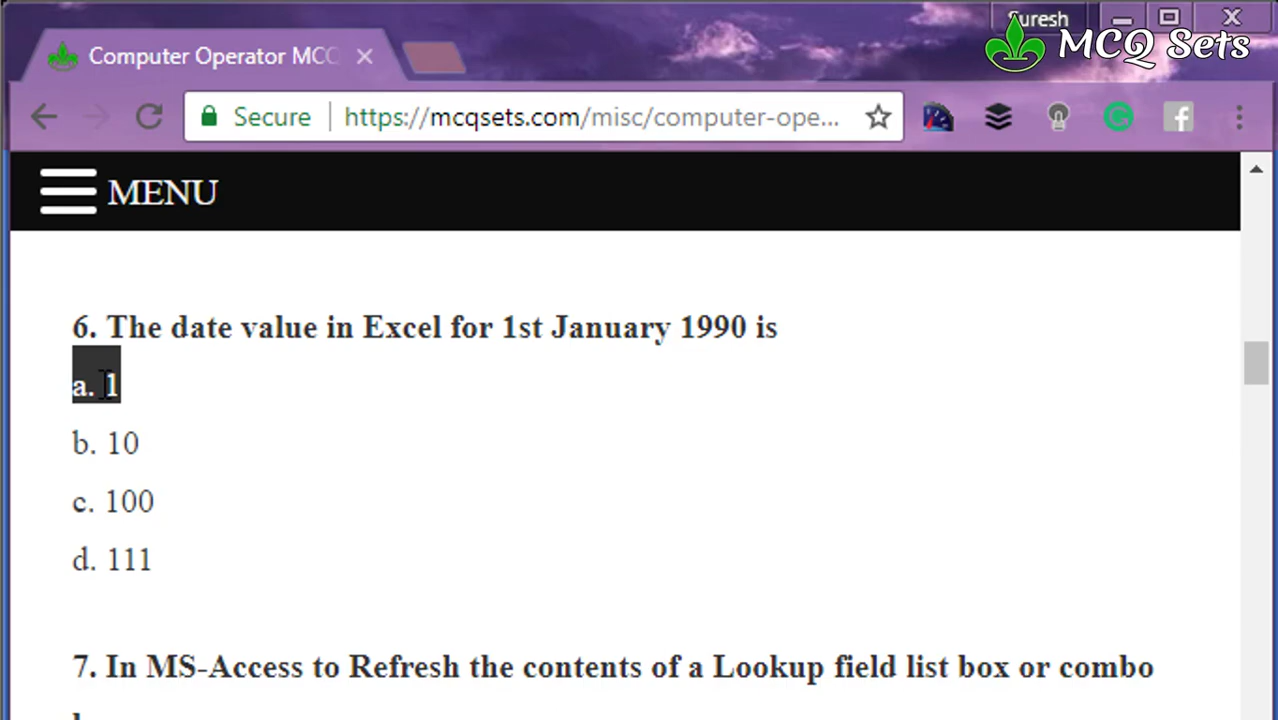 Suresh
MCQ Sets
Computer Operator MCC
Secure
https://mcqsets.com/misc/computer-ope...
MENU
6. The date value in Excel for 1st January 1990 is
a. 1
b. 10
c. 100
d. 111
7. In MS-Access to Refresh the contents of a Lookup field list box or combo